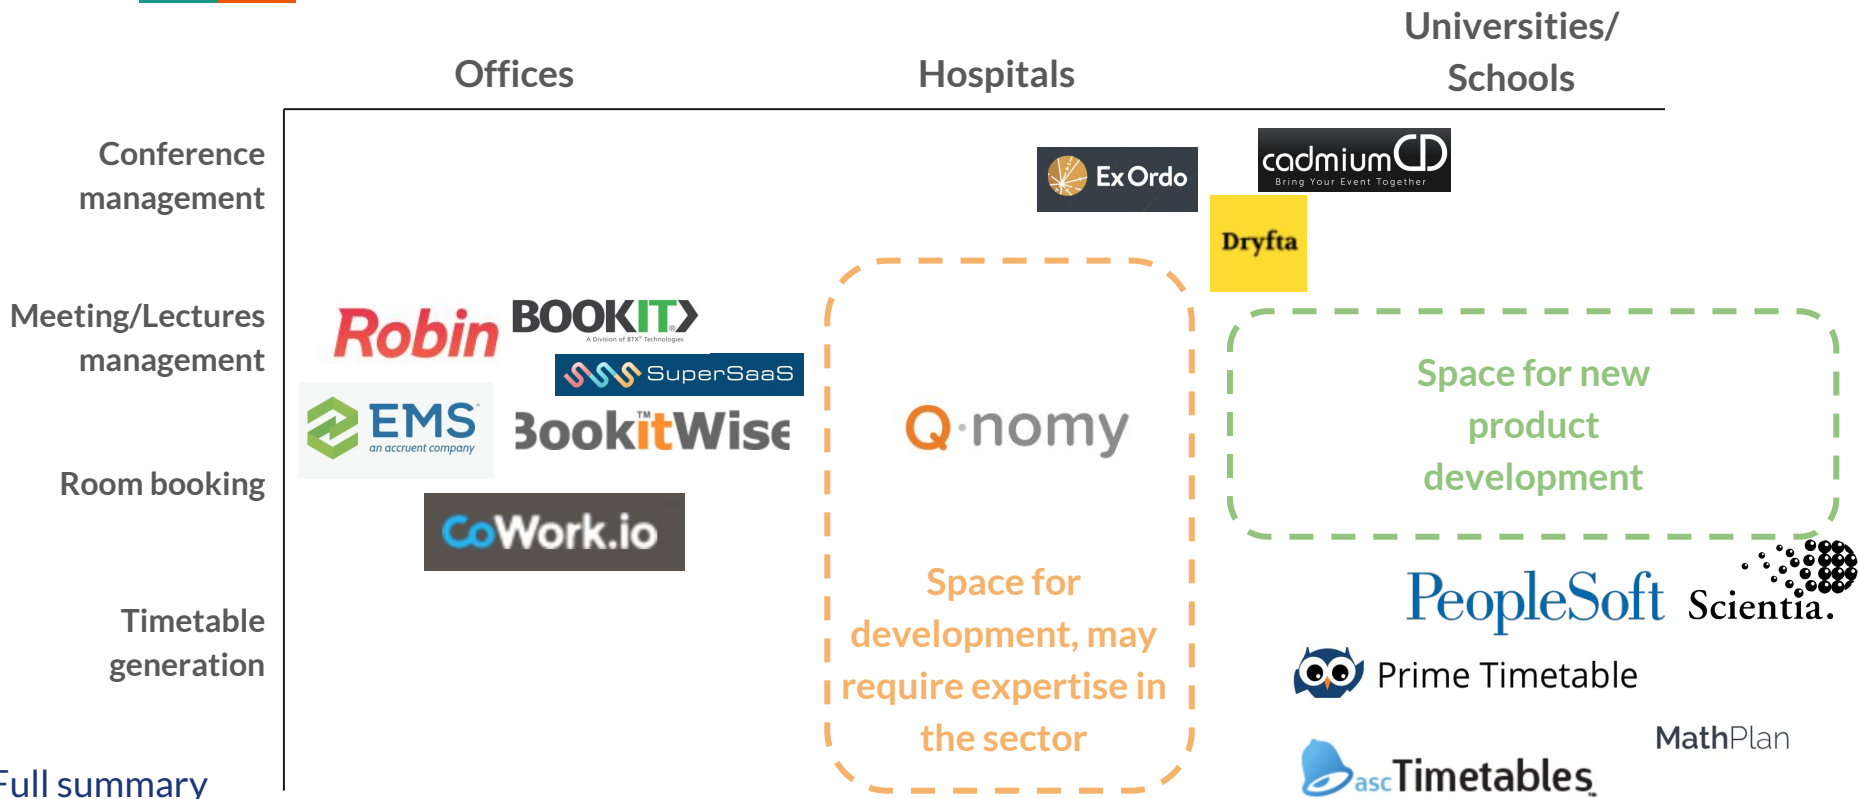 Universities/
Schools
Offices
Hospitals
Conference
management
Ex Ordo
cadmiumCD
Bring Your Event Together
Dryfta
Meeting/Lectures
management
Robin
BOOKIT
A Division of BTX® Technologies
SuperSaaS
EMS
an accruent company
BookitWise™
Q·nomy
Space for new
product
development
Room booking
CoWork.io
Space for
development, may
require expertise in
the sector
Timetable
generation
PeopleSoft
Scientia.
Prime Timetable
MathPlan
ascTimetables
Full summary